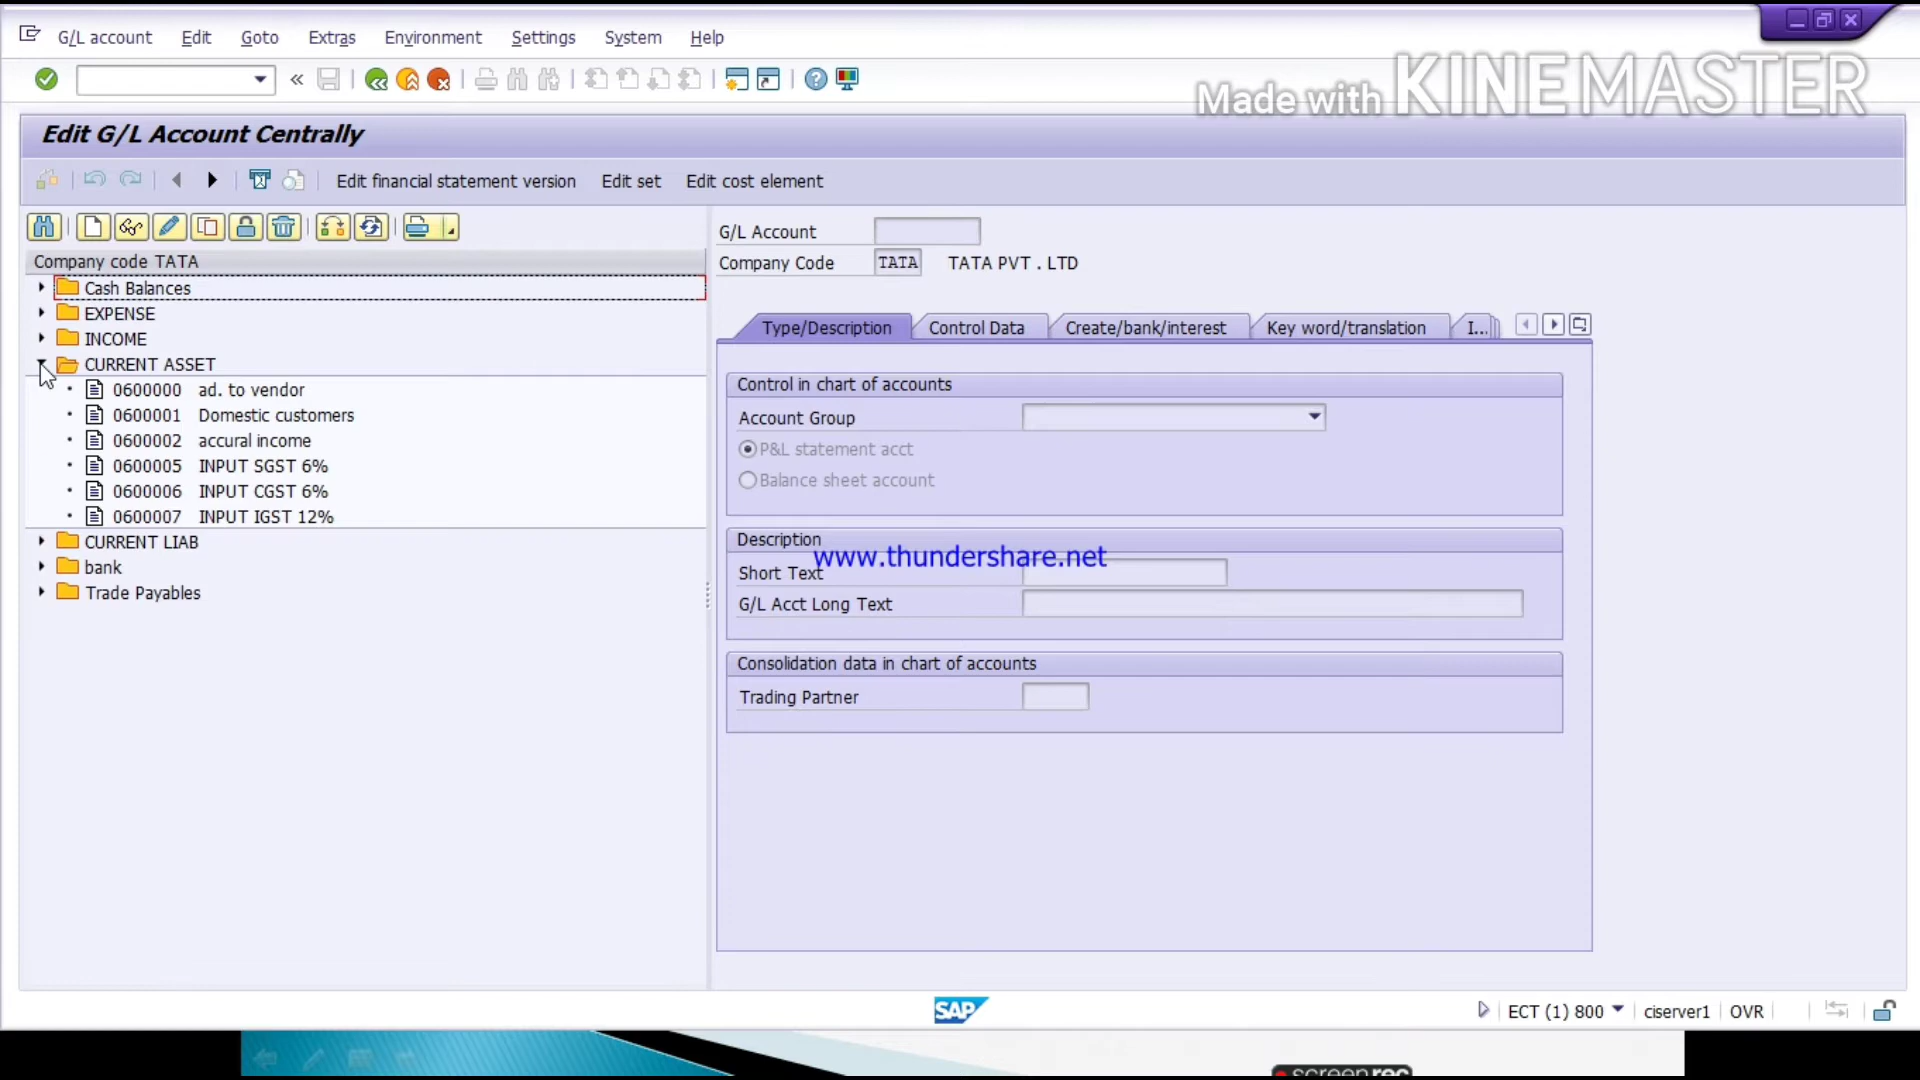 G/L account Edit Goto Extras Environment Settings System Help
Made with KINEMASTER
Edit G/L Account Centrally
Edit financial statement version Edit set Edit cost element
Company code TATA
Cash Balances
EXPENSE
INCOME
CURRENT ASSET
0600000 ad. to vendor
0600001 Domestic customers
0600002 accural income
0600005 INPUT SGST 6%
0600006 INPUT CGST 6%
0600007 INPUT IGST 12%
CURRENT LIAB
bank
Trade Payables
G/L Account
Company Code TATA TATA PVT . LTD
Type/Description Control Data Create/bank/interest Key word/translation I...
Control in chart of accounts
Account Group
P&L statement acct
Balance sheet account
Description
www.thundershare.net
Short Text
G/L Acct Long Text
Consolidation data in chart of accounts
Trading Partner
SAP
ECT (1) 800 ciserver1 OVR
screenrec